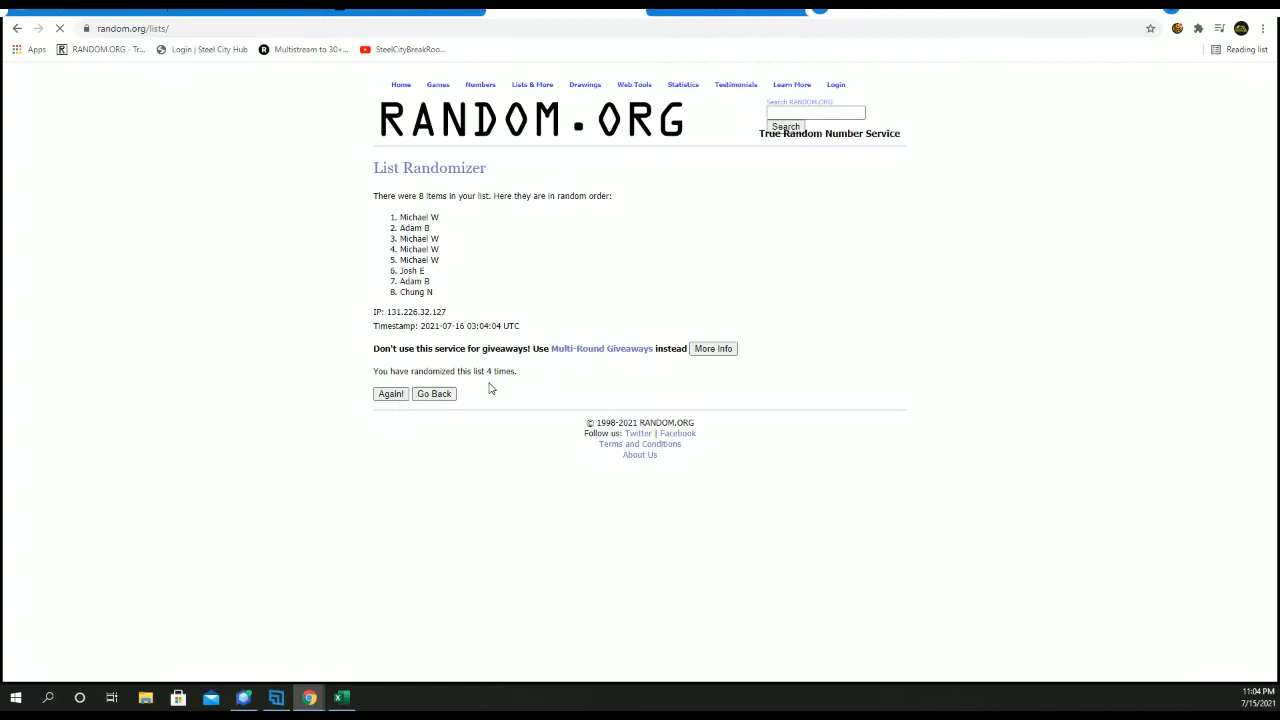 random.org/lists/
Apps RANDOM.ORG - Tr... Login | Steel City Hub Multistream to 30+... SteelCityBreakRoo... Reading list
Home Games Numbers Lists & More Drawings Web Tools Statistics Testimonials Learn More Login
RANDOM.ORG
Search RANDOM.ORG
Search
True Random Number Service
List Randomizer
There were 8 items in your list. Here they are in random order:
1. Michael W
2. Adam B
3. Michael W
4. Michael W
5. Michael W
6. Josh E
7. Adam B
8. Chung N
IP: 131.226.32.127
Timestamp: 2021-07-16 03:04:04 UTC
Don't use this service for giveaways! Use Multi-Round Giveaways instead More Info
You have randomized this list 4 times.
Again! Go Back
© 1998-2021 RANDOM.ORG
Follow us: Twitter | Facebook
Terms and Conditions
About Us
11:04 PM
7/15/2021